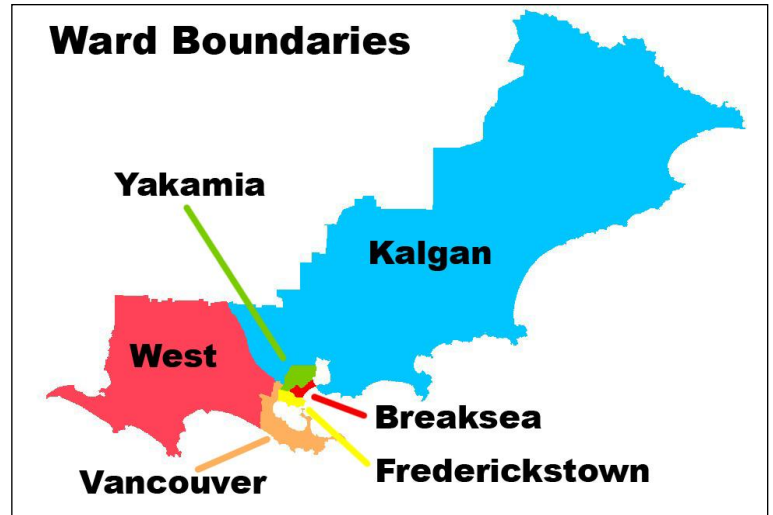 Ward Boundaries
Yakamia
Kalgan
West
Breaksea
Frederickstown
Vancouver